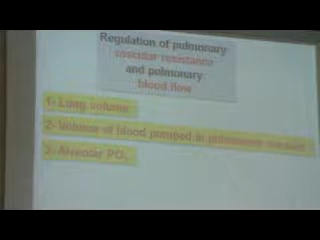 Regulation of pulmonary
vascular resistance
and pulmonary
blood flow
1- Lung volume
2- Volume of blood pumped in pulmonary
3- Alveolar PO₂